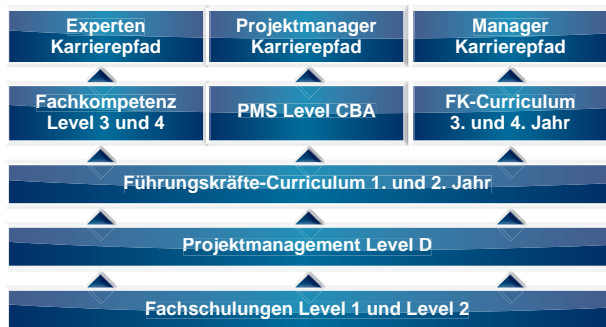 Experten
Karrierepfad
Projektmanager
Karrierepfad
Manager
Karrierepfad
Fachkompetenz
Level 3 und 4
PMS Level CBA
FK-Curriculum
3. und 4. Jahr
Führungskräfte-Curriculum 1. und 2. Jahr
Projektmanagement Level D
Fachschulungen Level 1 und Level 2